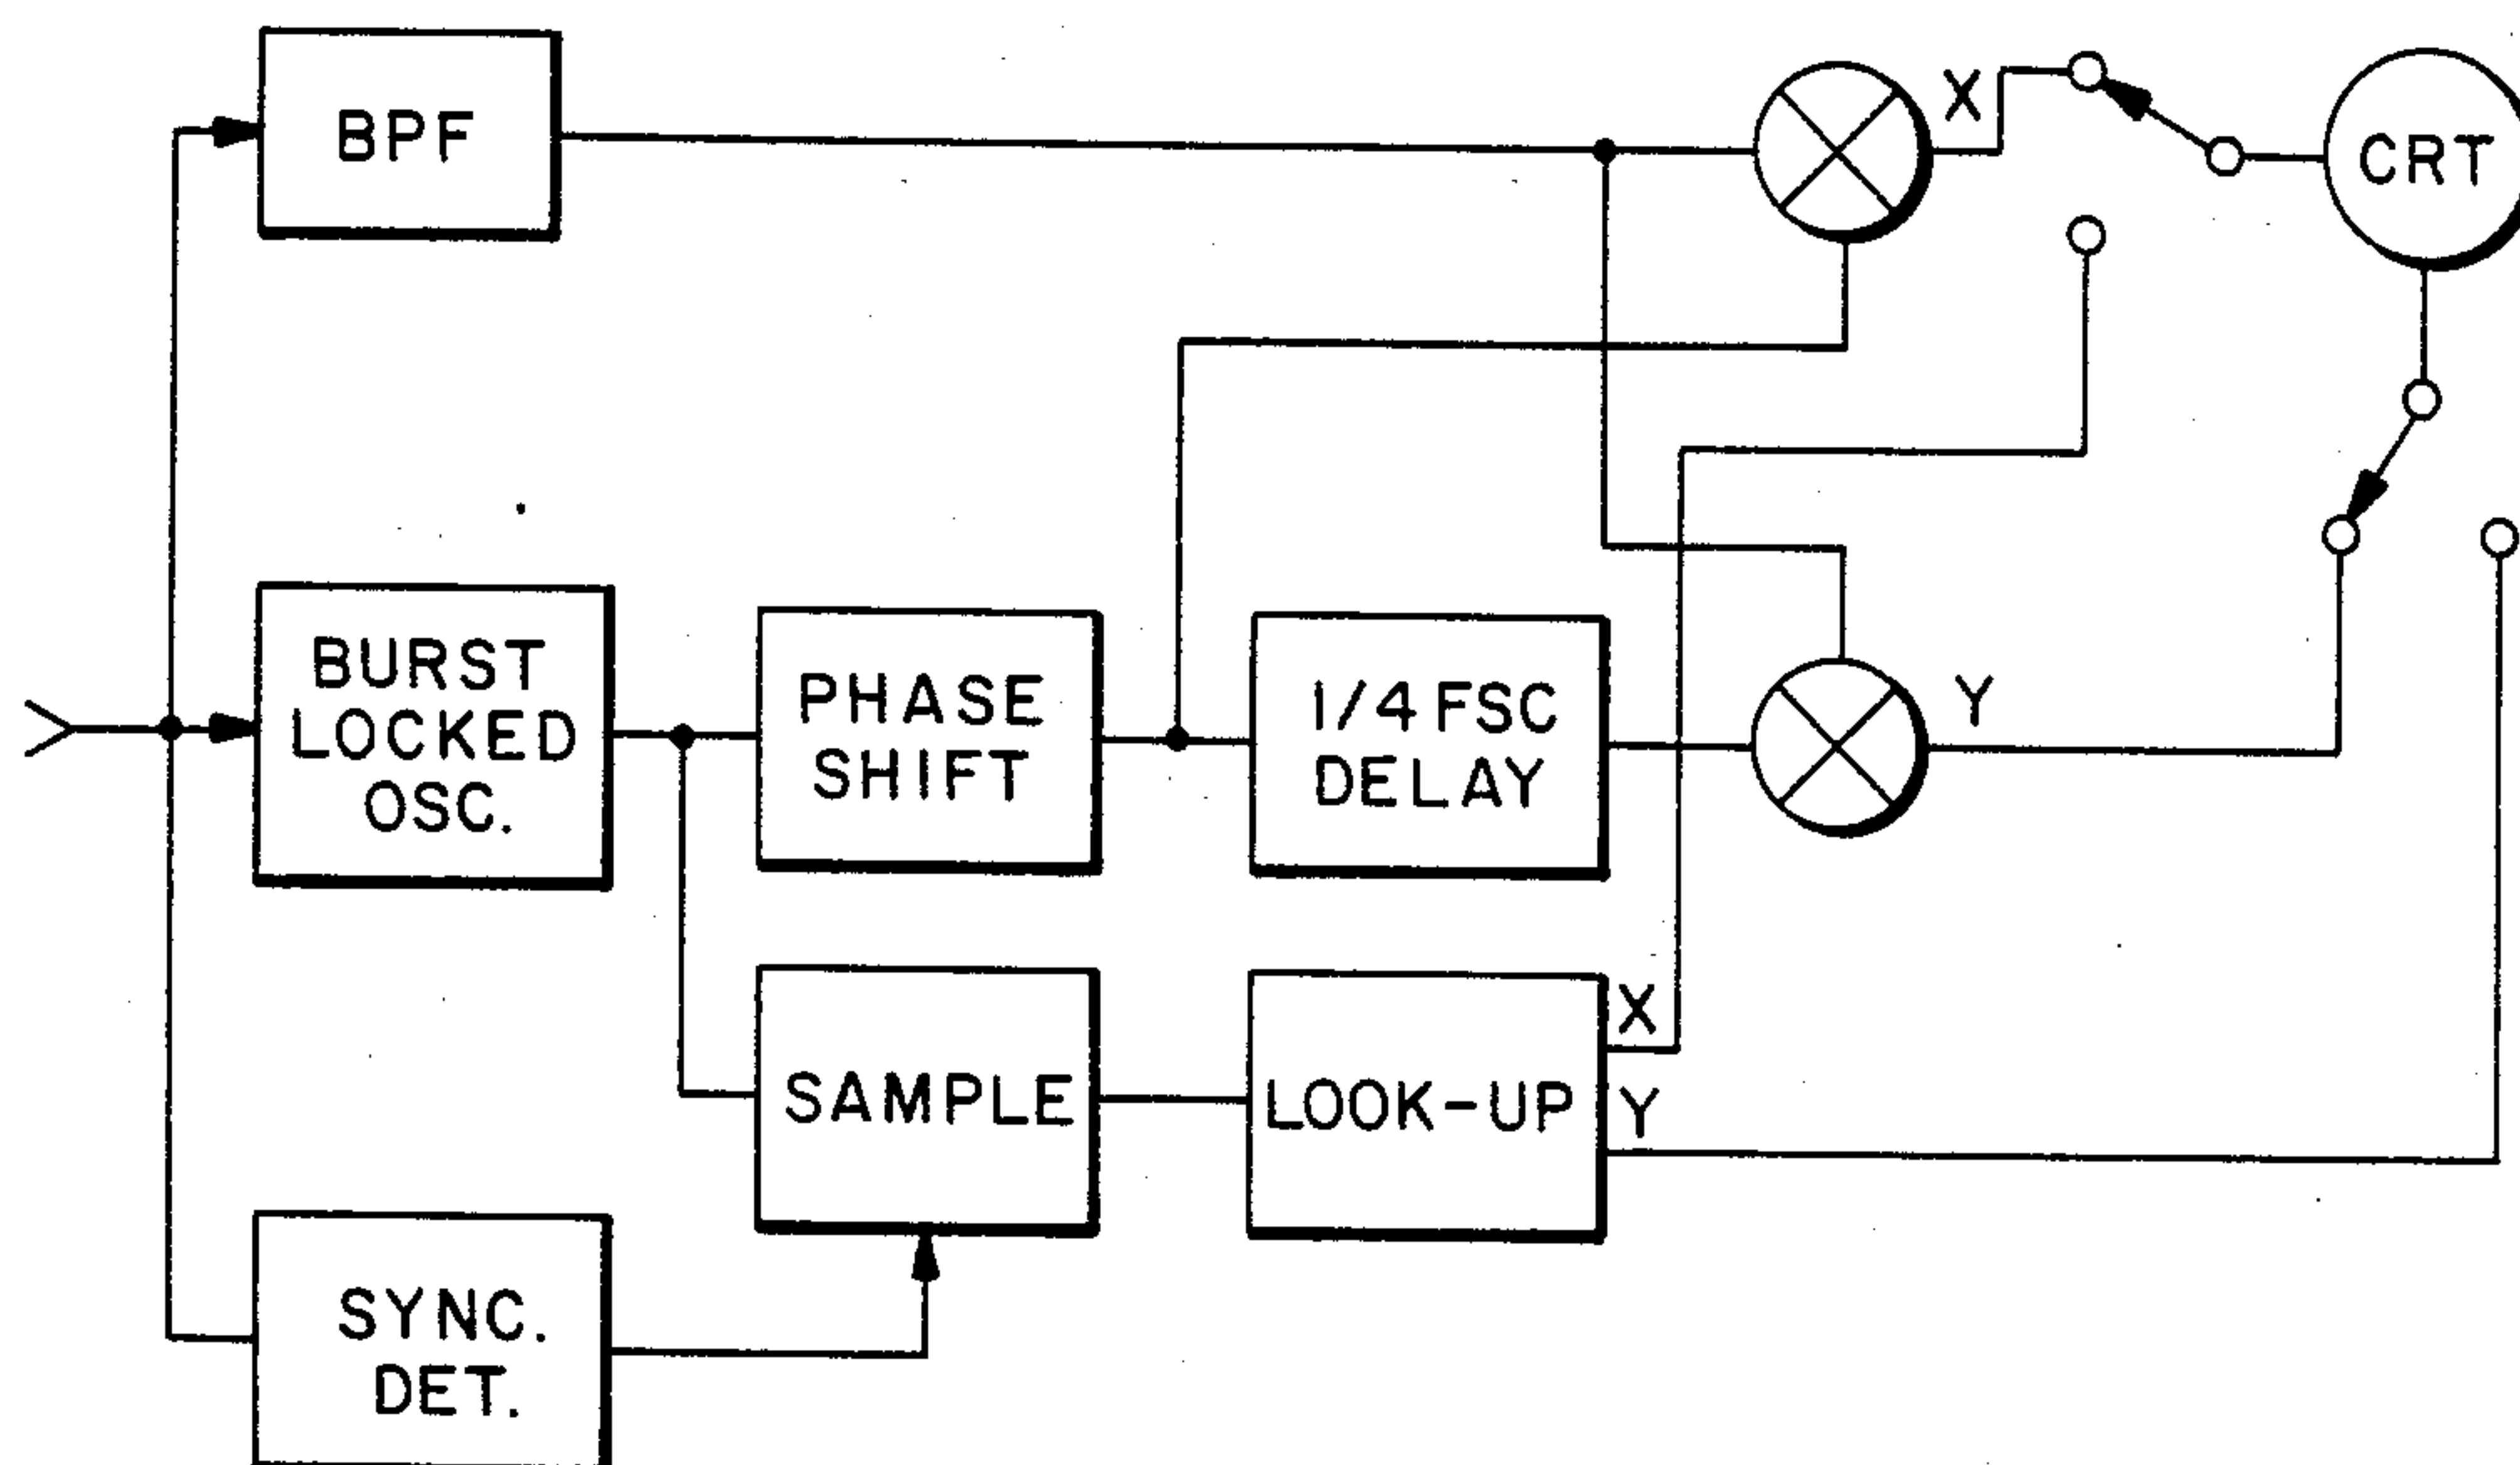 BPF
X
CRT
BURST
LOCKED
OSC.
PHASE
SHIFT
1/4 FSC
DELAY
Y
SAMPLE
LOOK-UP
X
Y
SYNC.
DET.